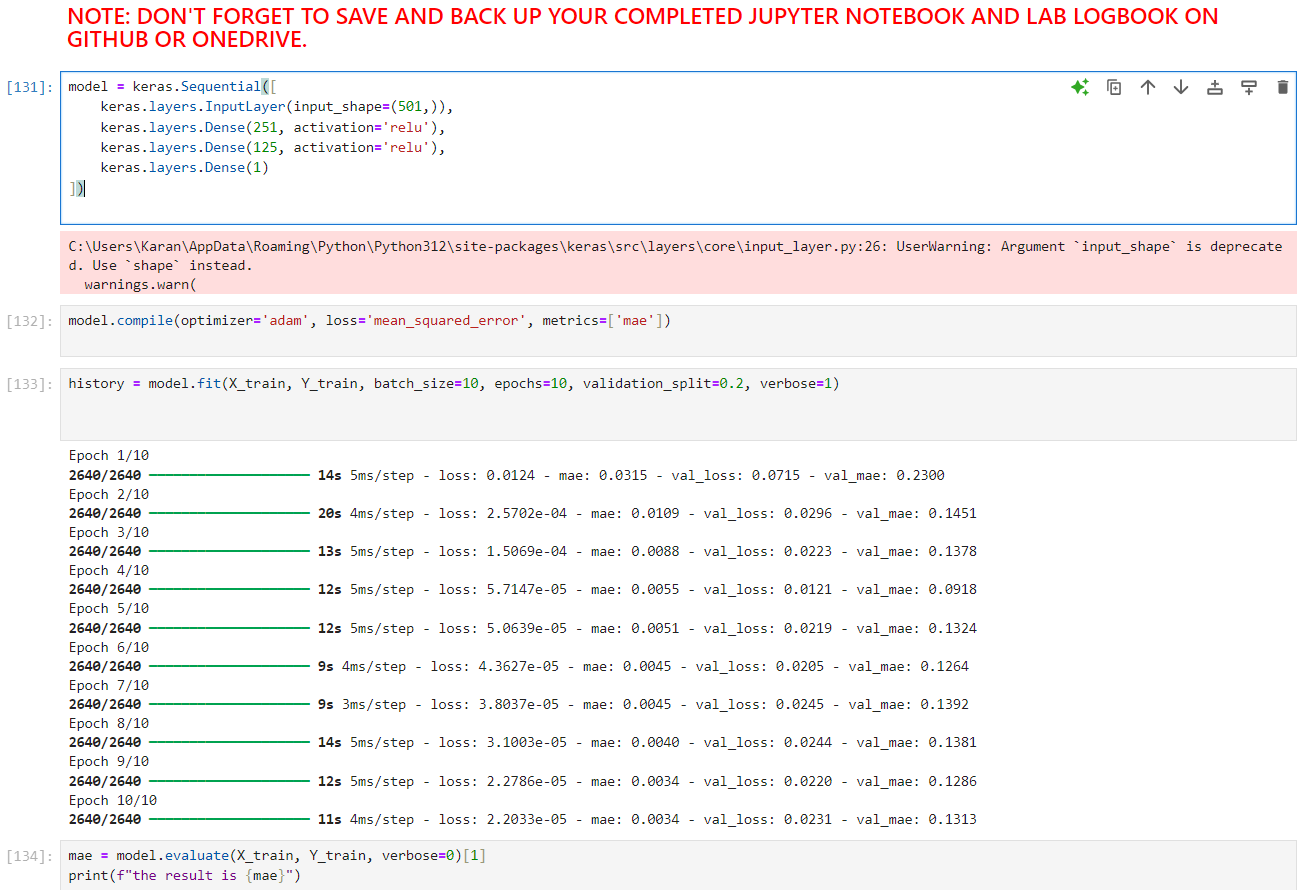 NOTE: DON'T FORGET TO SAVE AND BACK UP YOUR COMPLETED JUPYTER NOTEBOOK AND LAB LOGBOOK ON
GITHUB OR ONEDRIVE.
[131]: model = keras.Sequential([
    keras.layers.InputLayer(input_shape=(501,)),
    keras.layers.Dense(251, activation='relu'),
    keras.layers.Dense(125, activation='relu'),
    keras.layers.Dense(1)
])
C:\Users\Karan\AppData\Roaming\Python\Python312\site-packages\keras\src\layers\core\input_layer.py:26: UserWarning: Argument `input_shape` is deprecate
d. Use `shape` instead.
  warnings.warn(
[132]: model.compile(optimizer='adam', loss='mean_squared_error', metrics=['mae'])
[133]: history = model.fit(X_train, Y_train, batch_size=10, epochs=10, validation_split=0.2, verbose=1)
Epoch 1/10
2640/2640 14s 5ms/step - loss: 0.0124 - mae: 0.0315 - val_loss: 0.0715 - val_mae: 0.2300
Epoch 2/10
2640/2640 20s 4ms/step - loss: 2.5702e-04 - mae: 0.0109 - val_loss: 0.0296 - val_mae: 0.1451
Epoch 3/10
2640/2640 13s 5ms/step - loss: 1.5069e-04 - mae: 0.0088 - val_loss: 0.0223 - val_mae: 0.1378
Epoch 4/10
2640/2640 12s 5ms/step - loss: 5.7147e-05 - mae: 0.0055 - val_loss: 0.0121 - val_mae: 0.0918
Epoch 5/10
2640/2640 12s 5ms/step - loss: 5.0639e-05 - mae: 0.0051 - val_loss: 0.0219 - val_mae: 0.1324
Epoch 6/10
2640/2640 9s 4ms/step - loss: 4.3627e-05 - mae: 0.0045 - val_loss: 0.0205 - val_mae: 0.1264
Epoch 7/10
2640/2640 9s 3ms/step - loss: 3.8037e-05 - mae: 0.0045 - val_loss: 0.0245 - val_mae: 0.1392
Epoch 8/10
2640/2640 14s 5ms/step - loss: 3.1003e-05 - mae: 0.0040 - val_loss: 0.0244 - val_mae: 0.1381
Epoch 9/10
2640/2640 12s 5ms/step - loss: 2.2786e-05 - mae: 0.0034 - val_loss: 0.0220 - val_mae: 0.1286
Epoch 10/10
2640/2640 11s 4ms/step - loss: 2.2033e-05 - mae: 0.0034 - val_loss: 0.0231 - val_mae: 0.1313
[134]: mae = model.evaluate(X_train, Y_train, verbose=0)[1]
print(f"the result is {mae}")